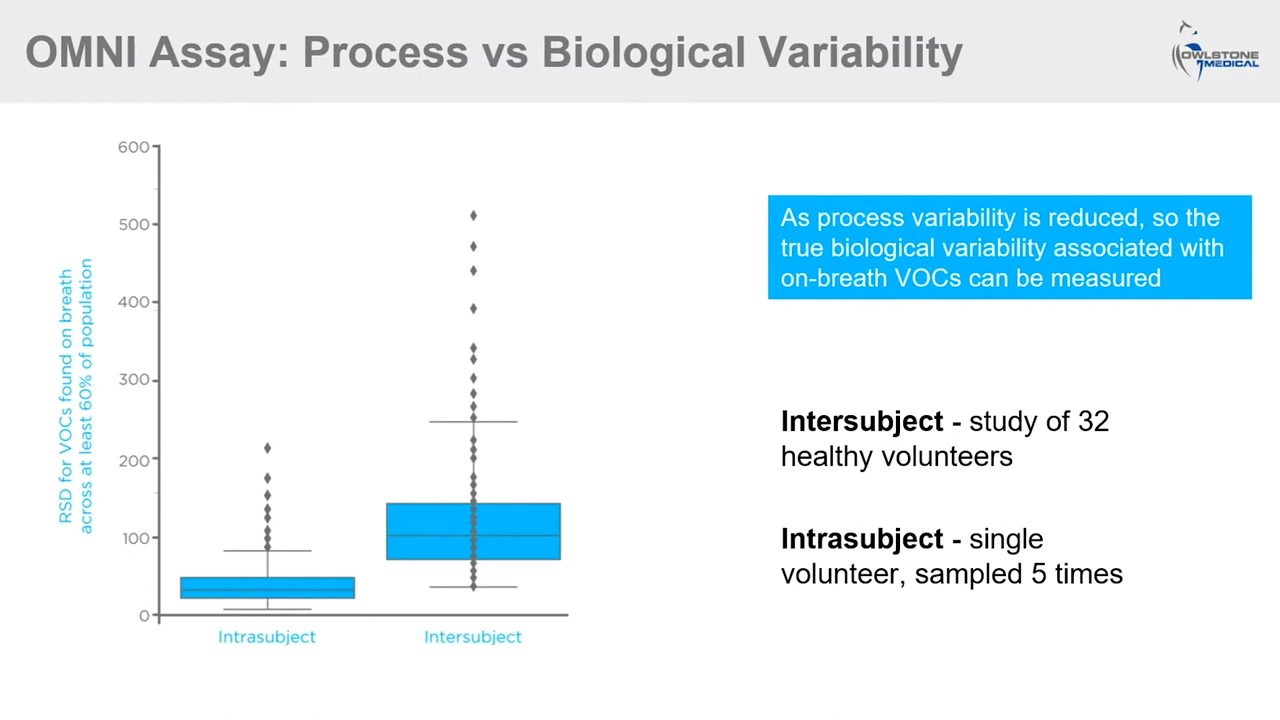 OMNI Assay: Process vs Biological Variability
OWLSTONE
MEDICAL
600
500
400
300
200
100
0
RSD for VOCs found on breath
across at least 60% of population
Intrasubject
Intersubject
As process variability is reduced, so the
true biological variability associated with
on-breath VOCs can be measured
Intersubject - study of 32
healthy volunteers
Intrasubject - single
volunteer, sampled 5 times